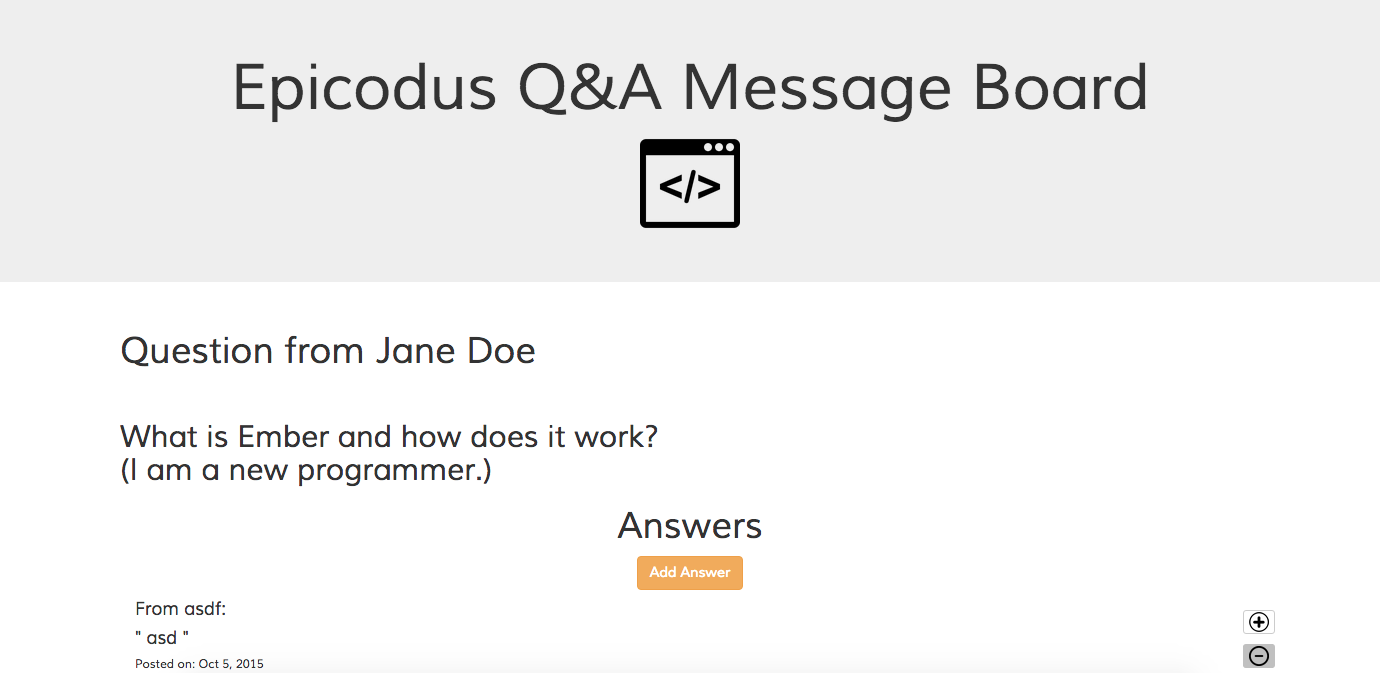 Epicodus Q&A Message Board
</>
Question from Jane Doe
What is Ember and how does it work?
(I am a new programmer.)
Answers
Add Answer
From asdf:
" asd "
Posted on: Oct 5, 2015